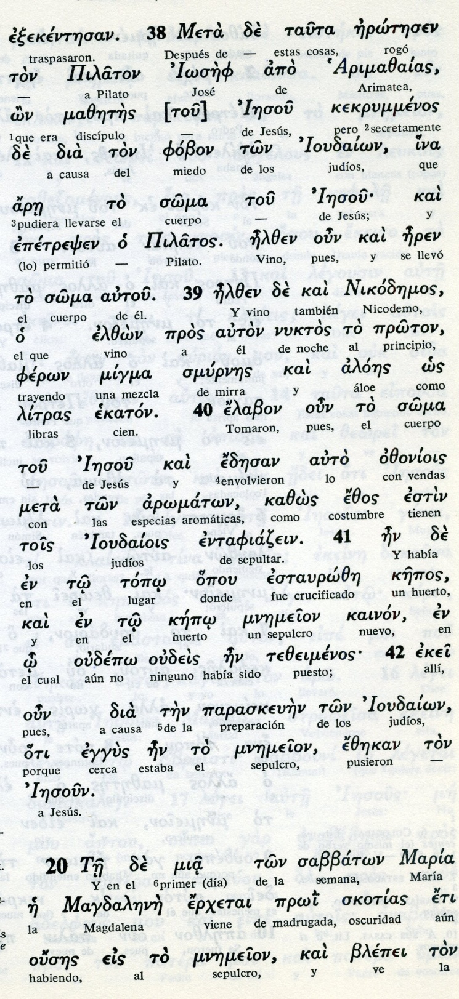 ἐξεκέντησαν. 38 Μετὰ δὲ ταῦτα ἠρώτησεν
traspasaron. Después de — estas cosas, rogó
τὸν Πιλᾶτον Ἰωσὴφ ἀπὸ Ἁριμαθαίας,
— a Pilato José de Arimatea,
ὢν μαθητὴς [τοῦ] Ἰησοῦ κεκρυμμένος
1que era discípulo — de Jesús, pero 2secretamente
δὲ διὰ τὸν φόβον τῶν Ἰουδαίων, ἵνα
a causa del miedo de los judíos, que
ἄρῃ τὸ σῶμα τοῦ Ἰησοῦ· καὶ
3pudiera llevarse el cuerpo — de Jesús; y
ἐπέτρεψεν ὁ Πιλᾶτος. ἦλθεν οὖν καὶ ἦρεν
(lo) permitió — Pilato. Vino, pues, y se llevó
τὸ σῶμα αὐτοῦ. 39 ἦλθεν δὲ καὶ Νικόδημος,
el cuerpo de él. Y vino también Nicodemo,
ὁ ἐλθὼν πρὸς αὐτὸν νυκτὸς τὸ πρῶτον,
el que vino a él de noche al principio,
φέρων μίγμα σμύρνης καὶ ἀλόης ὡς
trayendo una mezcla de mirra y áloe como
λίτρας ἑκατόν. 40 ἔλαβον οὖν τὸ σῶμα
libras cien. Tomaron, pues, el cuerpo
τοῦ Ἰησοῦ καὶ ἔδησαν αὐτὸ ὀθονίοις
— de Jesús y 4envolvieron lo con vendas
μετὰ τῶν ἀρωμάτων, καθὼς ἔθος ἐστὶν
con las especias aromáticas, como costumbre tienen
τοῖς Ἰουδαίοις ἐνταφιάζειν. 41 ἦν δὲ
los judíos de sepultar. Y había
ἐν τῷ τόπῳ ὅπου ἐσταυρώθη κῆπος,
en el lugar donde fue crucificado un huerto,
καὶ ἐν τῷ κήπῳ μνημεῖον καινόν, ἐν
y en el huerto un sepulcro nuevo, en
ᾧ οὐδέπω οὐδεὶς ἦν τεθειμένος· 42 ἐκεῖ
el cual aún no ninguno había sido puesto; allí,
οὖν διὰ τὴν παρασκευὴν τῶν Ἰουδαίων,
pues, a causa 5de la preparación de los judíos,
ὅτι ἐγγὺς ἦν τὸ μνημεῖον, ἔθηκαν τὸν
porque cerca estaba el sepulcro, pusieron —
Ἰησοῦν.
a Jesús.
20 Τῇ δὲ μιᾷ τῶν σαββάτων Μαρία
Y en el 6primer (día) de la semana, María
ἡ Μαγδαληνὴ ἔρχεται πρωῒ σκοτίας ἔτι
la Magdalena viene de madrugada, oscuridad aún
οὔσης εἰς τὸ μνημεῖον, καὶ βλέπει τὸν
habiendo, al sepulcro, y ve la